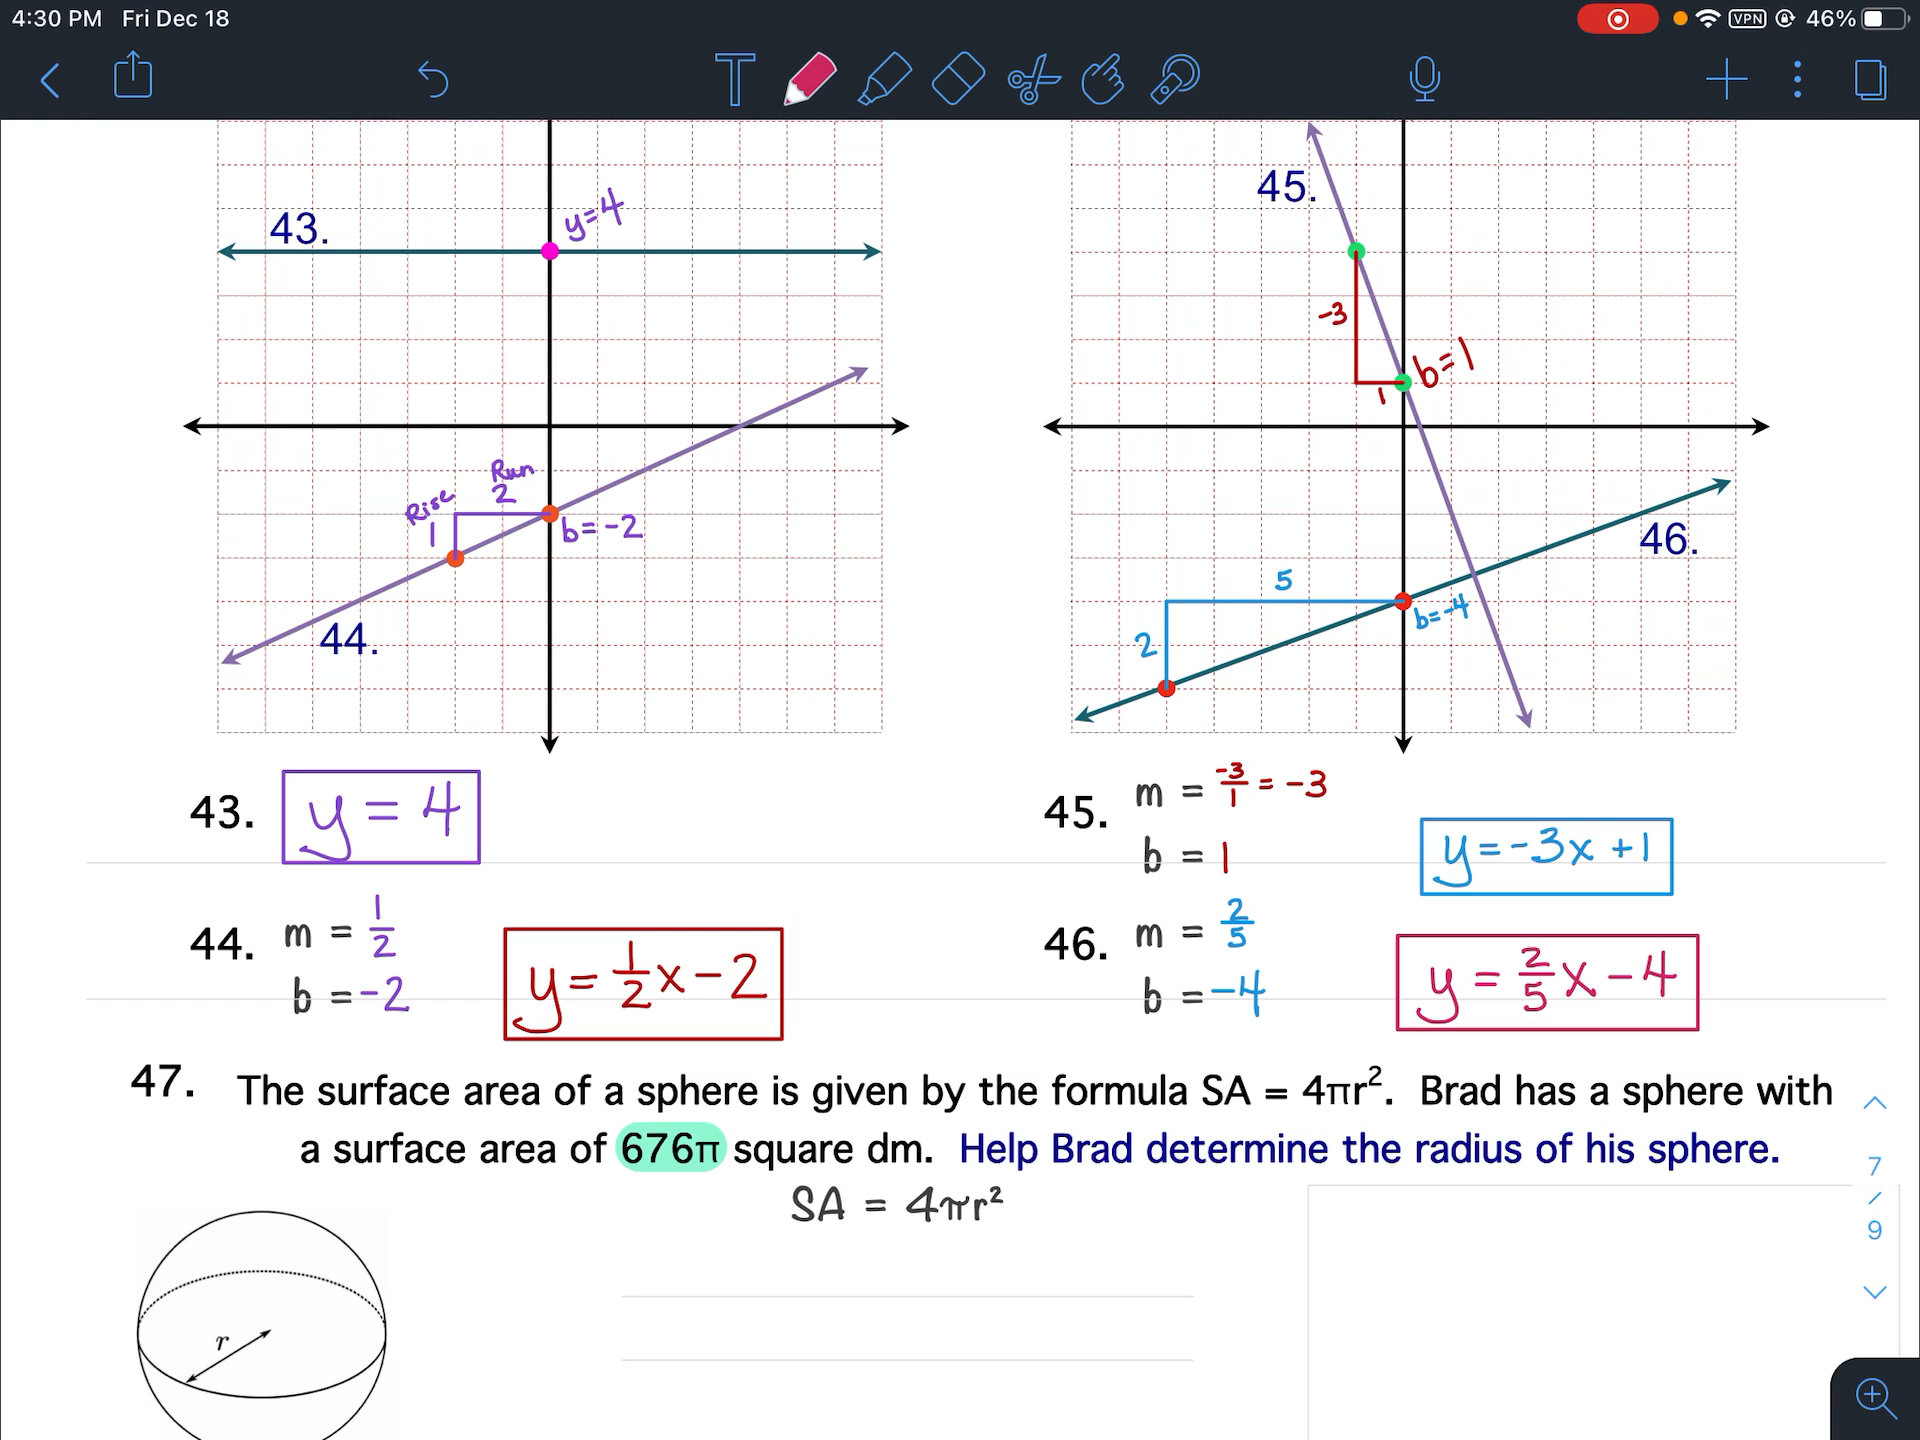 4:30 PM Fri Dec 18
VPN 46%
43.
y=4
Rise
1
Run
2
b=-2
44.
45.
-3
b=1
1
46.
5
2
b=-4
43. y = 4
44. m = 1/2
b = -2
y = 1/2 x - 2
45. m = -3/1 = -3
b = 1
y = -3x + 1
46. m = 2/5
b = -4
y = 2/5 x - 4
47. The surface area of a sphere is given by the formula SA = 4πr². Brad has a sphere with
a surface area of 676π square dm. Help Brad determine the radius of his sphere.
SA = 4πr²
r
7
/
9